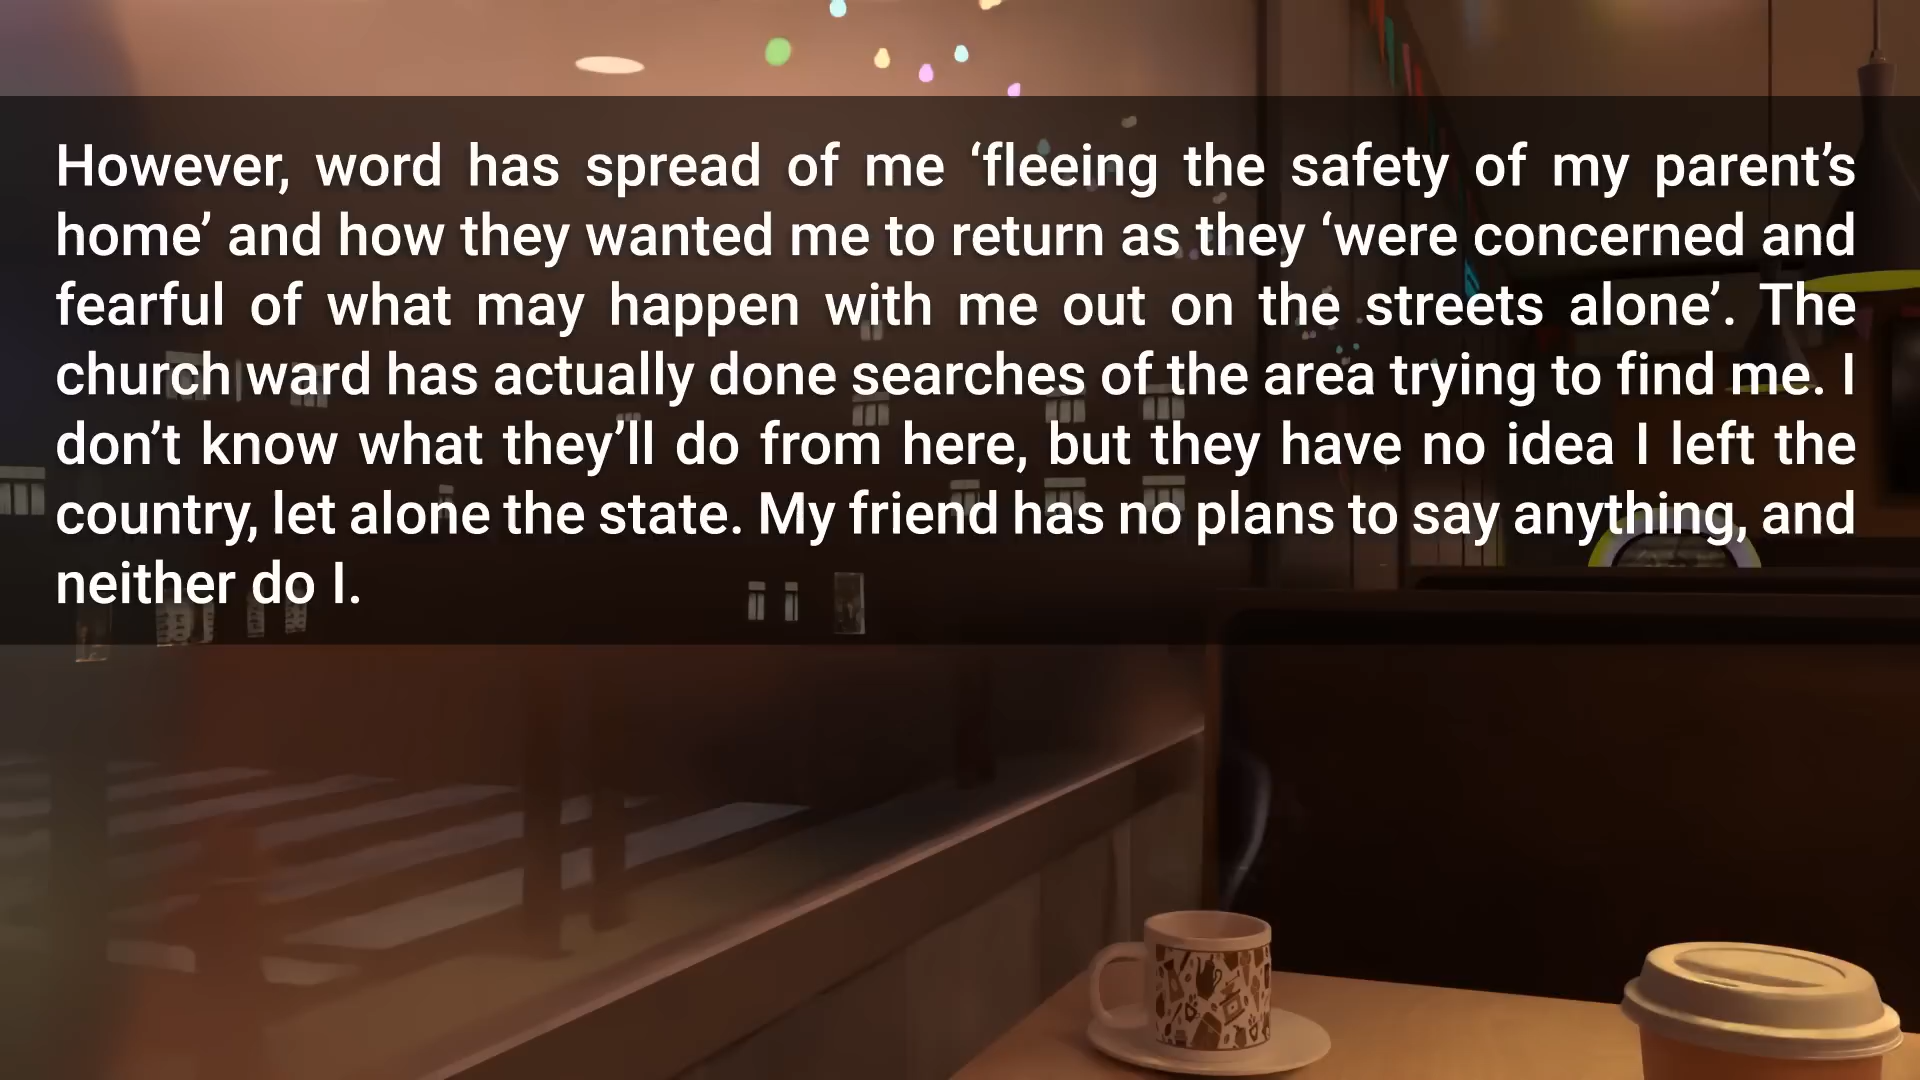 However, word has spread of me ‘fleeing the safety of my parent’s
home’ and how they wanted me to return as they ‘were concerned and
fearful of what may happen with me out on the streets alone’. The
church ward has actually done searches of the area trying to find me. I
don’t know what they’ll do from here, but they have no idea I left the
country, let alone the state. My friend has no plans to say anything, and
neither do I.